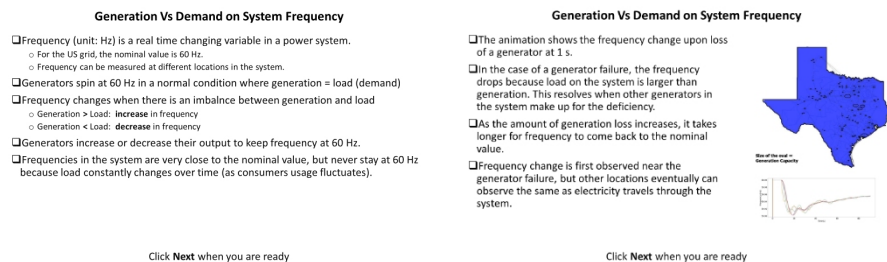 Generation Vs Demand on System Frequency
❑Frequency (unit: Hz) is a real time changing variable in a power system.
○ For the US grid, the nominal value is 60 Hz.
○ Frequency can be measured at different locations in the system.
❑Generators spin at 60 Hz in a normal condition where generation = load (demand)
❑Frequency changes when there is an imbalnce between generation and load
○ Generation > Load: increase in frequency
○ Generation < Load: decrease in frequency
❑Generators increase or decrease their output to keep frequency at 60 Hz.
❑Frequencies in the system are very close to the nominal value, but never stay at 60 Hz
because load constantly changes over time (as consumers usage fluctuates).
Click Next when you are ready
Generation Vs Demand on System Frequency
❑The animation shows the frequency change upon loss
of a generator at 1 s.
❑In the case of a generator failure, the frequency
drops because load on the system is larger than
generation. This resolves when other generators in
the system make up for the deficiency.
❑As the amount of generation loss increases, it takes
longer for frequency to come back to the nominal
value.
❑Frequency change is first observed near the
generator failure, but other locations eventually can
observe the same as electricity travels through the
system.
Size of the oval =
Generation Capacity
Click Next when you are ready